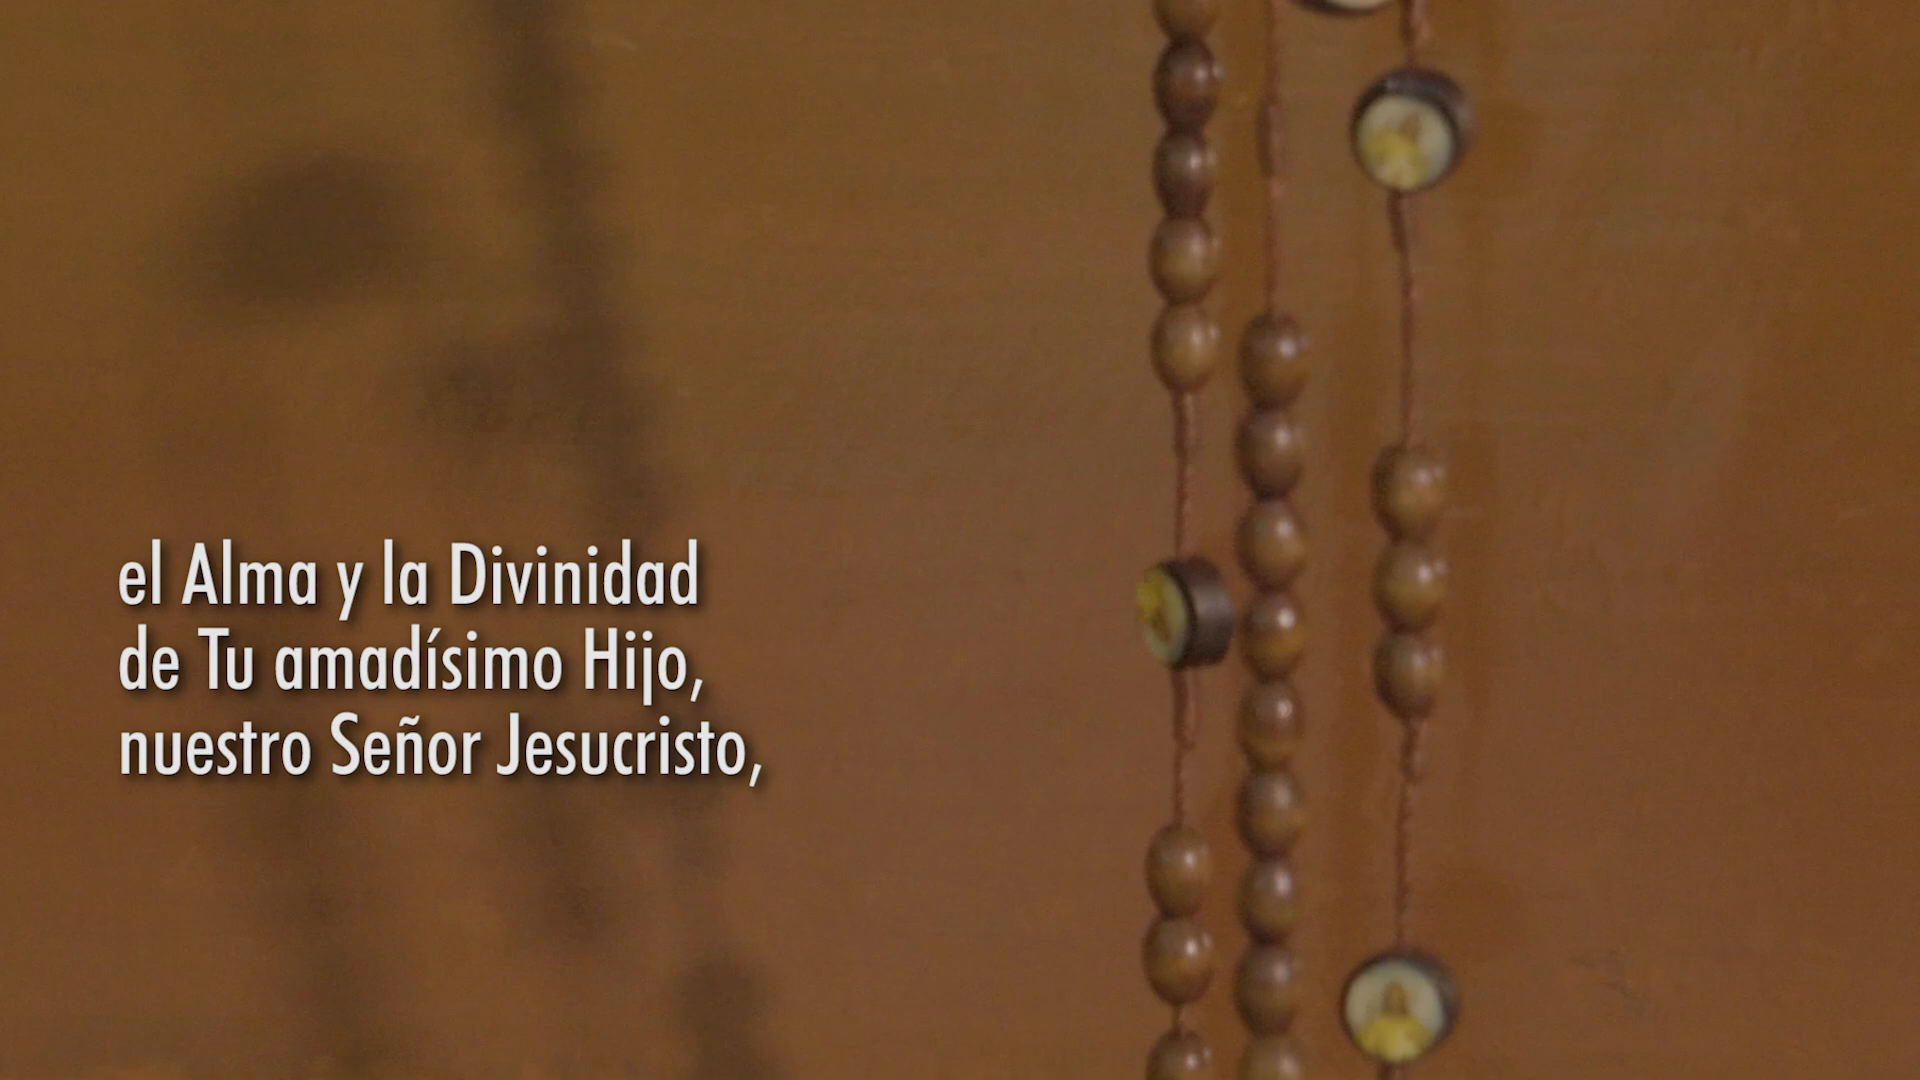 el Alma y la Divinidad
de Tu amadísimo Hijo,
nuestro Señor Jesucristo,